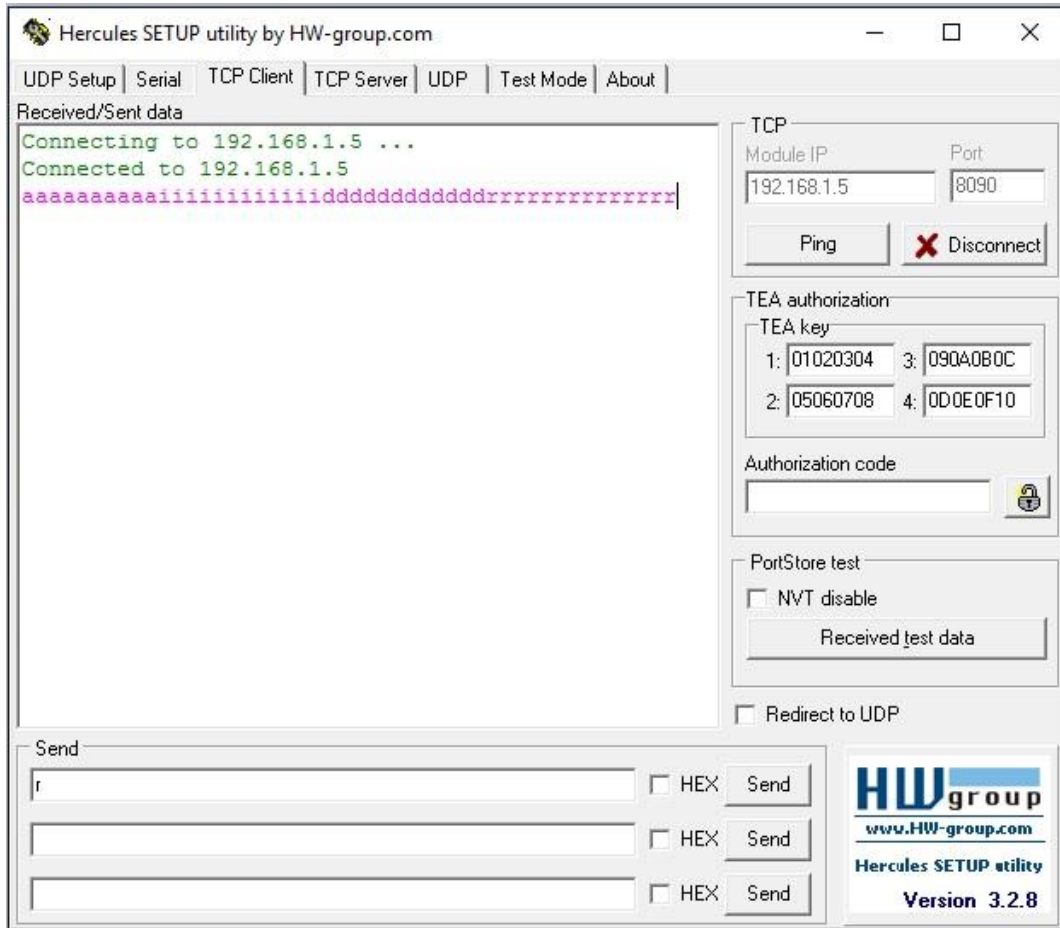 Hercules SETUP utility by HW-group.com
UDP Setup Serial TCP Client TCP Server UDP Test Mode About
Received/Sent data
Connecting to 192.168.1.5 ...
Connected to 192.168.1.5
TCP
Module IP Port
192.168.1.5 8090
Ping Disconnect
TEA authorization
TEA key
1: 01020304 3: 090A0B0C
2: 05060708 4: 0D0E0F10
Authorization code
PortStore test
NVT disable
Received test data
Redirect to UDP
Send
r HEX Send
HEX Send
HEX Send
HW group
www.HW-group.com
Hercules SETUP utility
Version 3.2.8